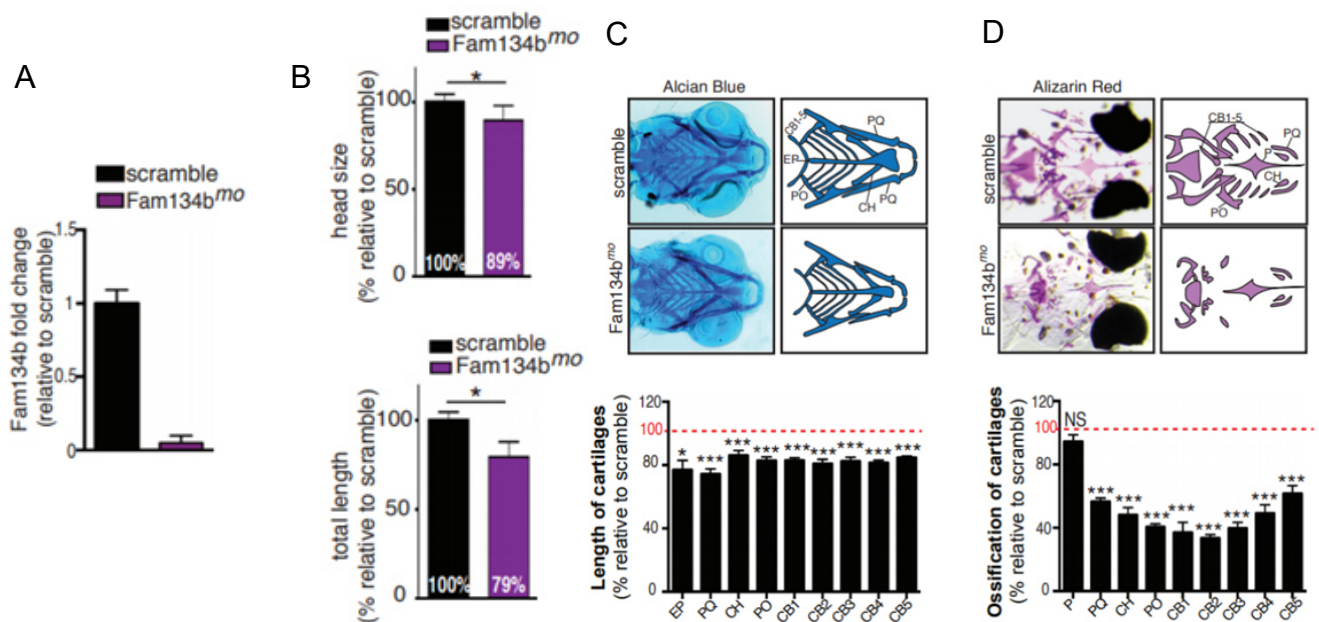 A
scramble
Fam134b^mo
Fam134b fold change
(relative to scramble)
1.5
1
0.5
0
B
scramble
Fam134b^mo
head size
(% relative to scramble)
100
50
0
*
100%
89%
scramble
Fam134b^mo
total length
(% relative to scramble)
100
50
0
*
100%
79%
C
Alcian Blue
scramble
CB1-5
PQ
EP
PO
CH
PQ
Fam134b^mo
Length of cartilages
(% relative to scramble)
120
100
80
40
0
* *** *** *** *** *** *** *** ***
EP PQ CH PO CB1 CB2 CB3 CB4 CB5
D
Alizarin Red
scramble
CB1-5
PQ
P
CH
PO
Fam134b^mo
Ossification of cartilages
(% relative to scramble)
120
100
80
40
0
NS *** *** *** *** *** *** *** ***
P PQ CH PO CB1 CB2 CB3 CB4 CB5